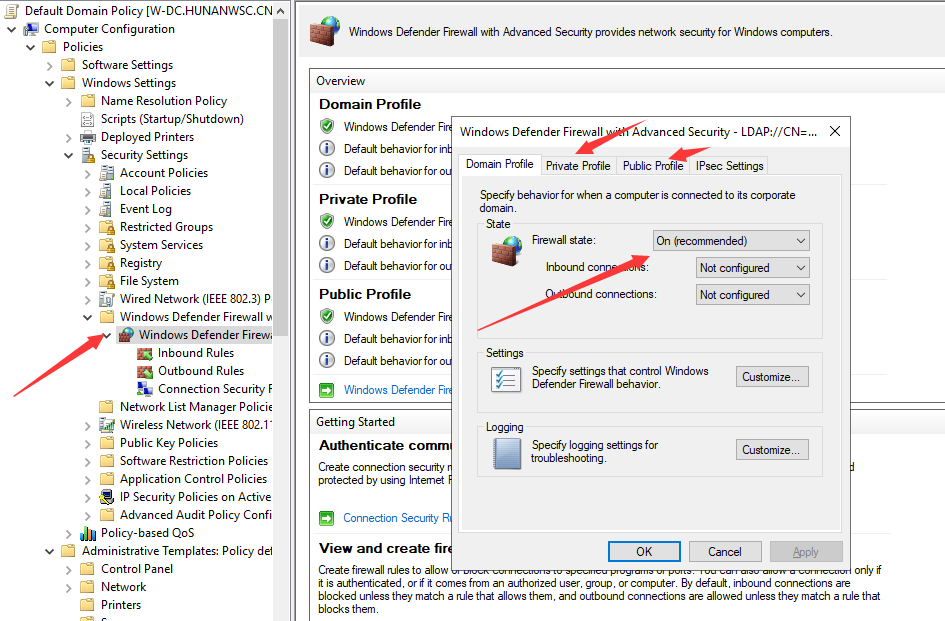 Default Domain Policy [W-DC.HUNANWSC.CN
Computer Configuration
Policies
Software Settings
Windows Settings
Name Resolution Policy
Scripts (Startup/Shutdown)
Deployed Printers
Security Settings
Account Policies
Local Policies
Event Log
Restricted Groups
System Services
Registry
File System
Wired Network (IEEE 802.3) P
Windows Defender Firewall w
Windows Defender Firewa
Inbound Rules
Outbound Rules
Connection Security R
Network List Manager Policie
Wireless Network (IEEE 802.11
Public Key Policies
Software Restriction Policies
Application Control Policies
IP Security Policies on Active
Advanced Audit Policy Confi
Policy-based QoS
Administrative Templates: Policy def
Control Panel
Network
Printers
Windows Defender Firewall with Advanced Security provides network security for Windows computers.
Overview
Domain Profile
Windows Defender Fire
Default behavior for inb
Default behavior for ou
Private Profile
Windows Defender Fire
Default behavior for inb
Default behavior for ou
Public Profile
Windows Defender Fire
Default behavior for inb
Default behavior for ou
Windows Defender Fire
Getting Started
Authenticate commu
Create connection security r
d
protected by using Internet P
Connection Security Ru
View and create fire
Create firewall rules to allow or block connections to specified programs or ports. You can also allow a connection only if
it is authenticated, or if it comes from an authorized user, group, or computer. By default, inbound connections are
blocked unless they match a rule that allows them, and outbound connections are allowed unless they match a rule that
blocks them.
Windows Defender Firewall with Advanced Security - LDAP://CN=...
Domain Profile
Private Profile
Public Profile
IPsec Settings
Specify behavior for when a computer is connected to its corporate
domain.
State
Firewall state:
On (recommended)
Inbound connections:
Not configured
Outbound connections:
Not configured
Settings
Specify settings that control Windows
Defender Firewall behavior.
Customize...
Logging
Specify logging settings for
troubleshooting.
Customize...
OK
Cancel
Apply